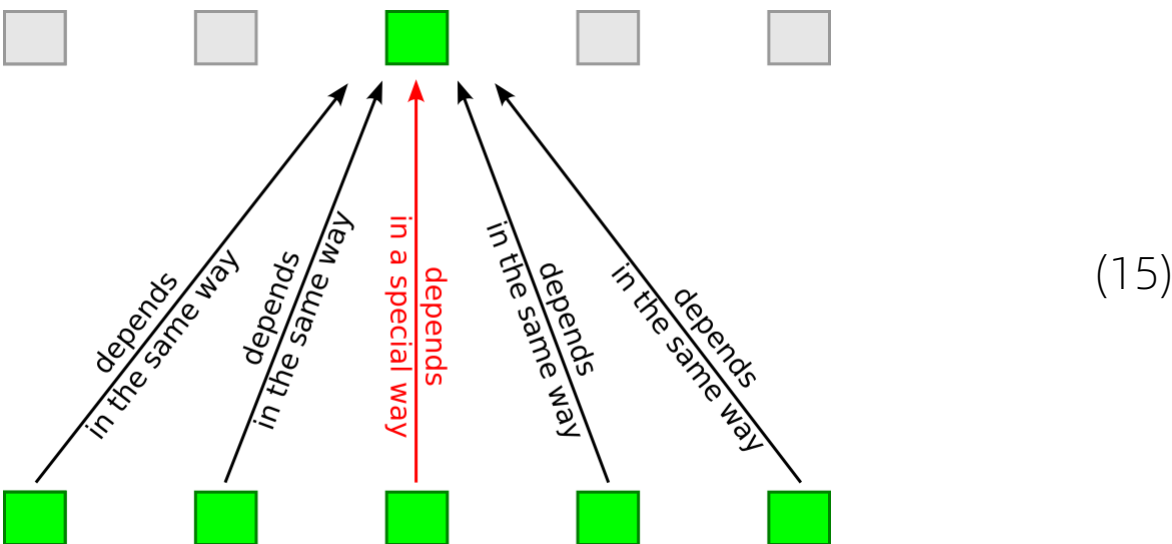 depends
in the same way
depends
in the same way
depends
in a special way
depends
in the same way
depends
in the same way
(15)